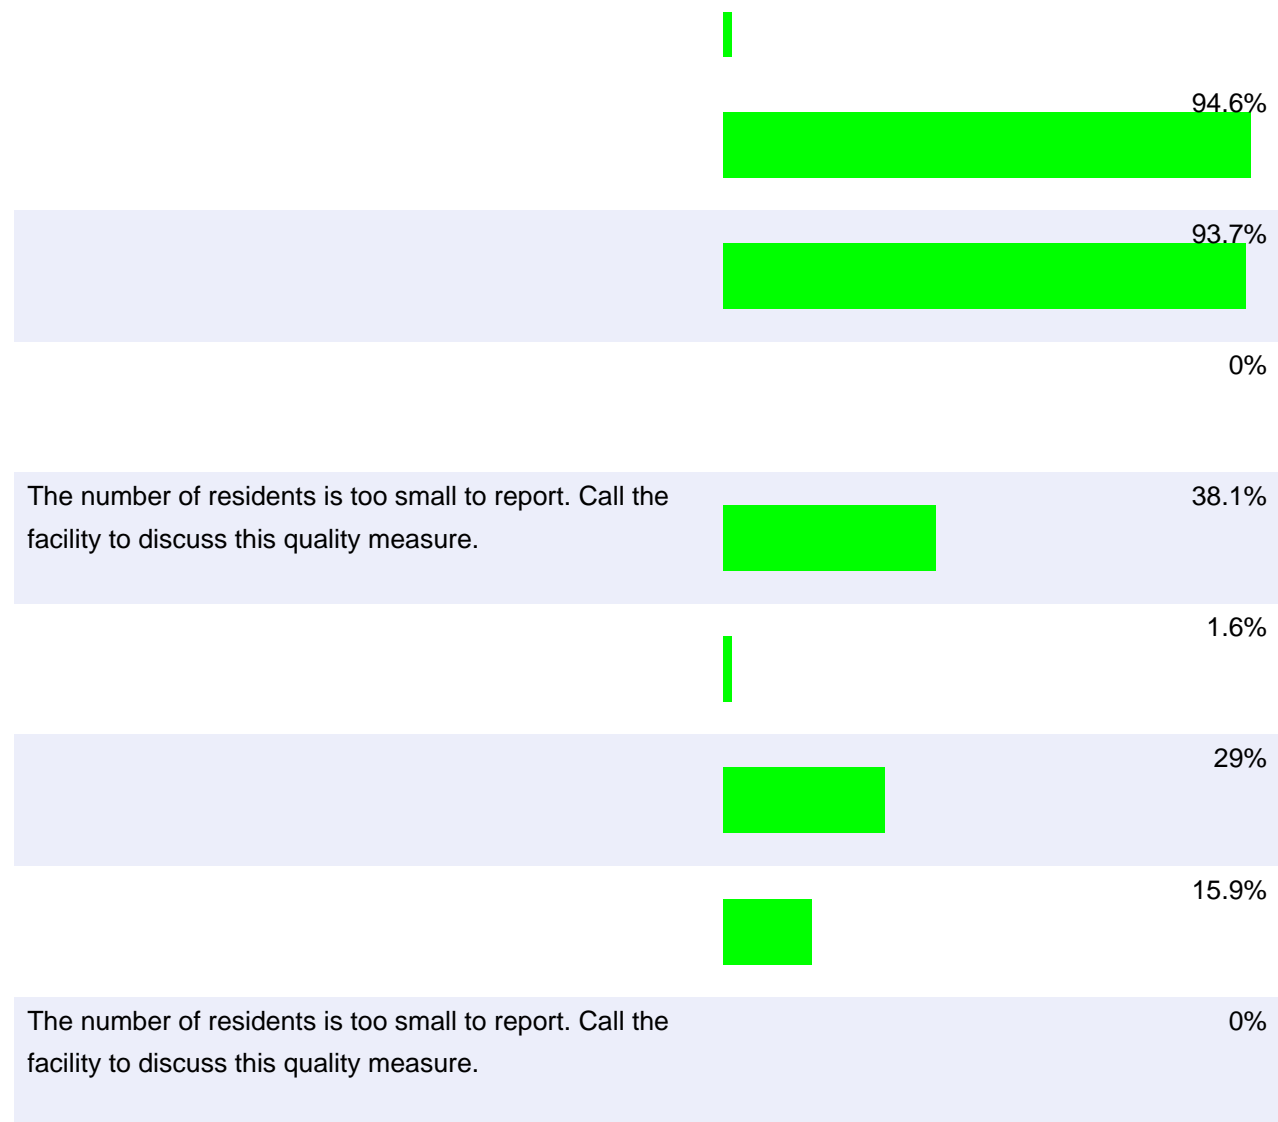 94.6%
93.7%
0%
The number of residents is too small to report. Call the 38.1%
facility to discuss this quality measure.
1.6%
29%
15.9%
The number of residents is too small to report. Call the 0%
facility to discuss this quality measure.